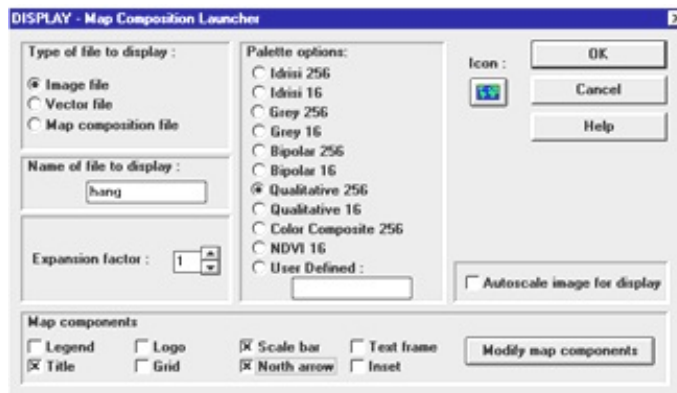 DISPLAY - Map Composition Launcher
Type of file to display :
Image file
Vector file
Map composition file
Name of file to display :
hang
Expansion factor : 1
Palette options:
Idrisi 256
Idrisi 16
Grey 256
Grey 16
Bipolar 256
Bipolar 16
Qualitative 256
Qualitative 16
Color Composite 256
NDVI 16
User Defined :
Icon :
OK
Cancel
Help
Autoscale image for display
Map components
Legend Logo Scale bar Text frame
Title Grid North arrow Inset
Modify map components